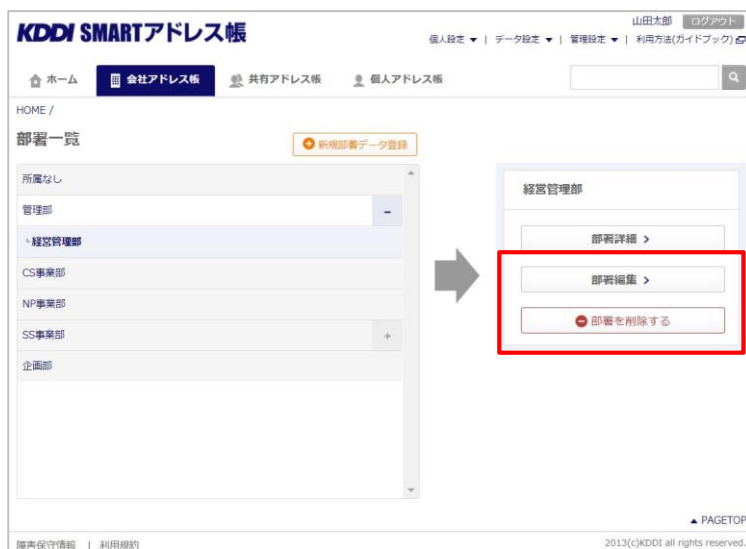 KDDI SMARTアドレス帳
山田太郎 ログアウト
個人設定 ▼ | データ設定 ▼ | 管理設定 ▼ | 利用方法(ガイドブック)
ホーム 会社アドレス帳 共有アドレス帳 個人アドレス帳
HOME /
部署一覧 新規部署データ登録
所属なし
管理部 −
└経営管理部
CS事業部
NP事業部
SS事業部 +
企画部
経営管理部
部署詳細 >
部署編集 >
部署を削除する
▲ PAGETOP
障害保守情報 | 利用規約 2013(c)KDDI all rights reserved.